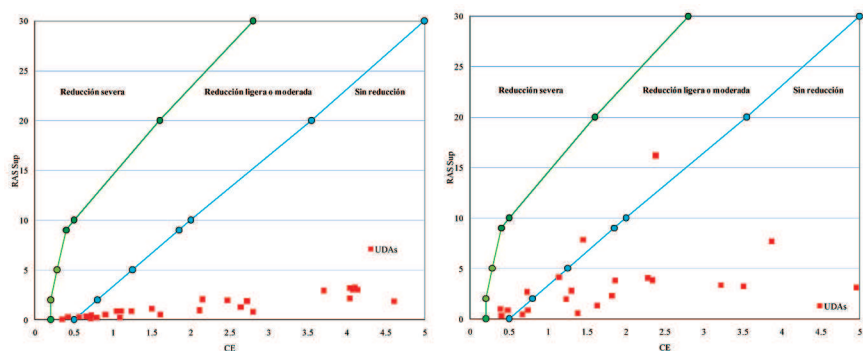 30
25
20
15
10
5
0
RAS Sup
Reducción severa
Reducción ligera o moderada
Sin reducción
UDAs
0 0.5 1 1.5 2 2.5 3 3.5 4 4.5 5
CE
30
25
20
15
10
5
0
RAS Sup
Reducción severa
Reducción ligera o moderada
Sin reducción
UDAs
0 0.5 1 1.5 2 2.5 3 3.5 4 4.5 5
CE